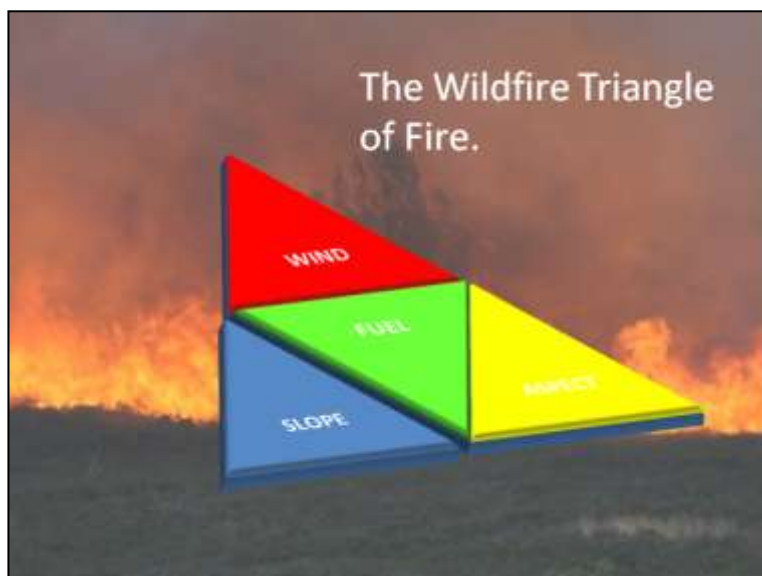 The Wildfire Triangle
of Fire.
WIND
FUEL
ASPECT
SLOPE